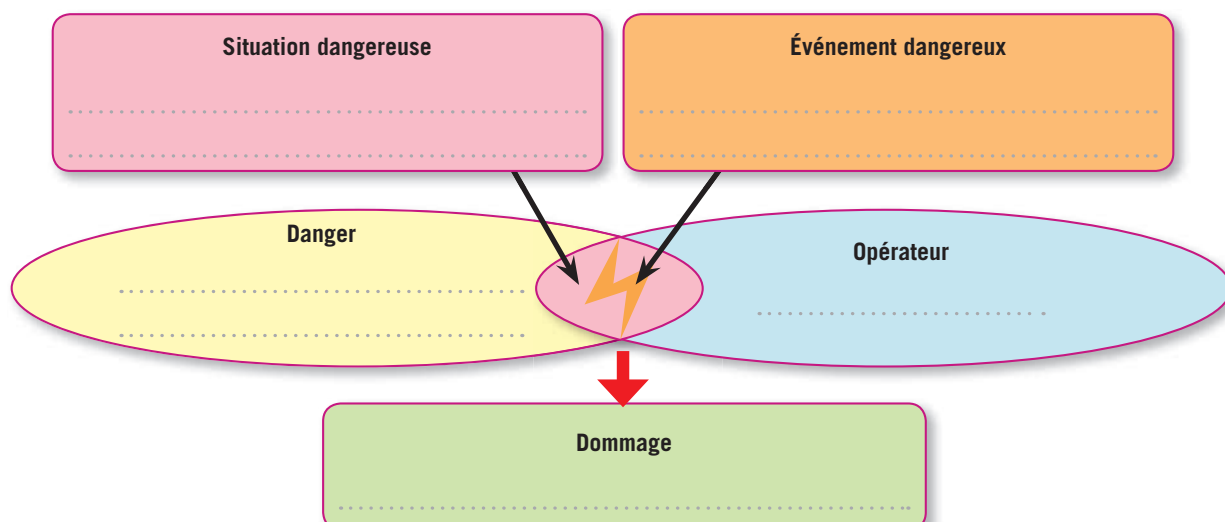 Situation dangereuse
Événement dangereux
Danger
Opérateur
Dommage